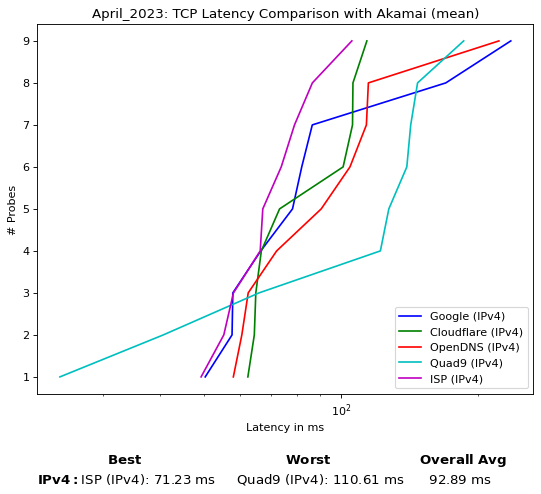 April_2023: TCP Latency Comparison with Akamai (mean)
9
8
7
6
5
4
3
2
1
# Probes
Google (IPv4)
Cloudflare (IPv4)
OpenDNS (IPv4)
Quad9 (IPv4)
ISP (IPv4)
10²
Latency in ms
Best Worst Overall Avg
IPv4: ISP (IPv4): 71.23 ms Quad9 (IPv4): 110.61 ms 92.89 ms